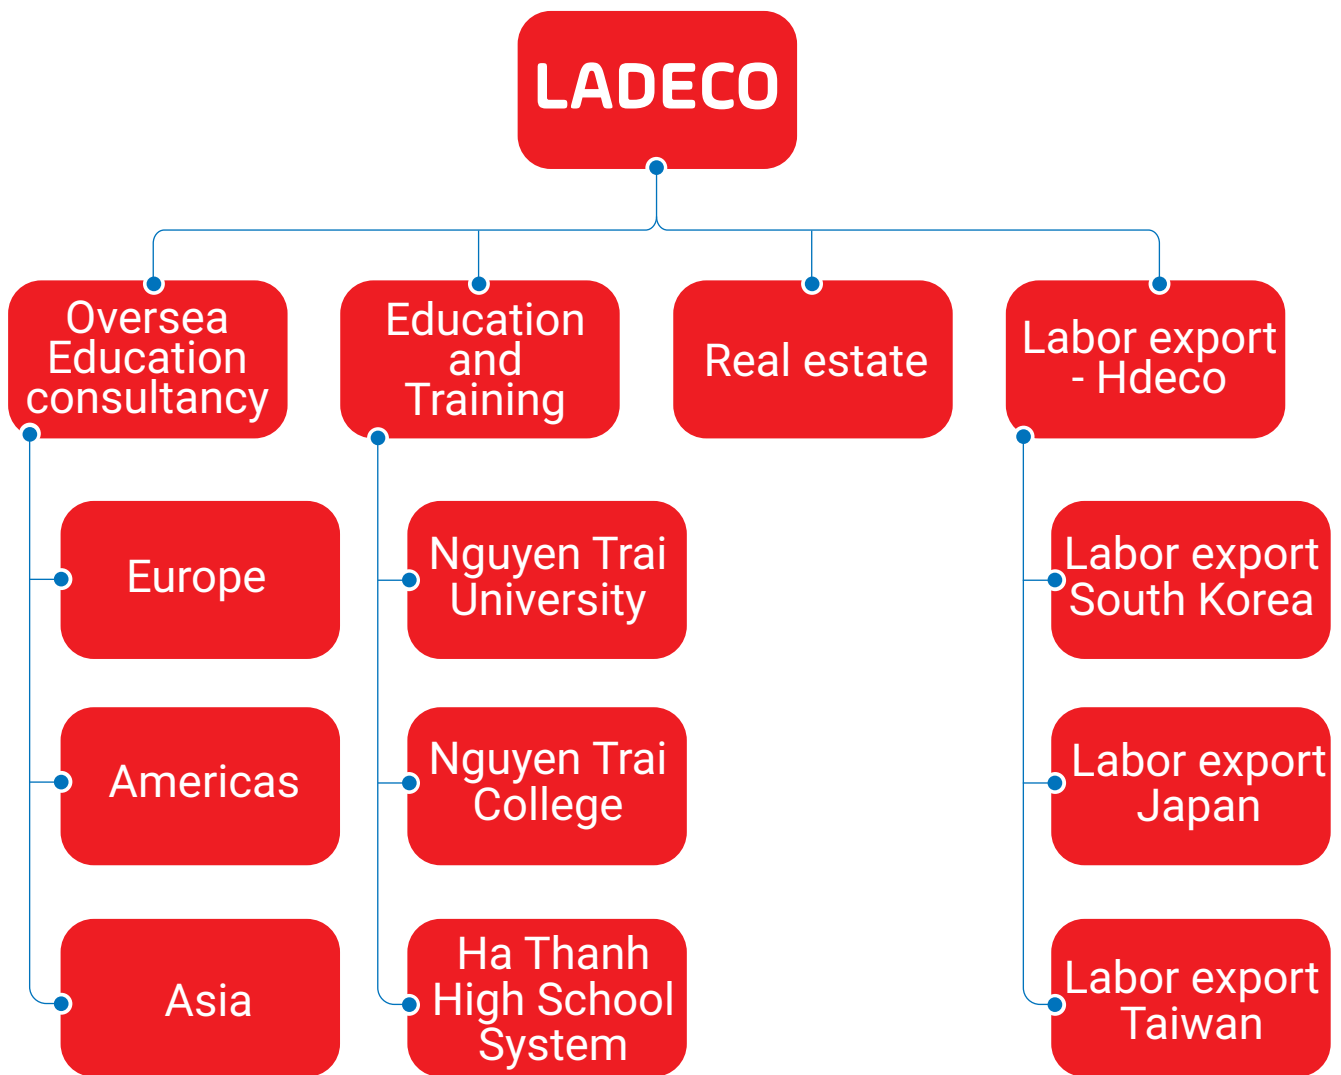 LADECO
Oversea
Education
consultancy
Education
and
Training
Real estate
Labor export
- Hdeco
Europe
Nguyen Trai
University
Labor export
South Korea
Americas
Nguyen Trai
College
Labor export
Japan
Asia
Ha Thanh
High School
System
Labor export
Taiwan